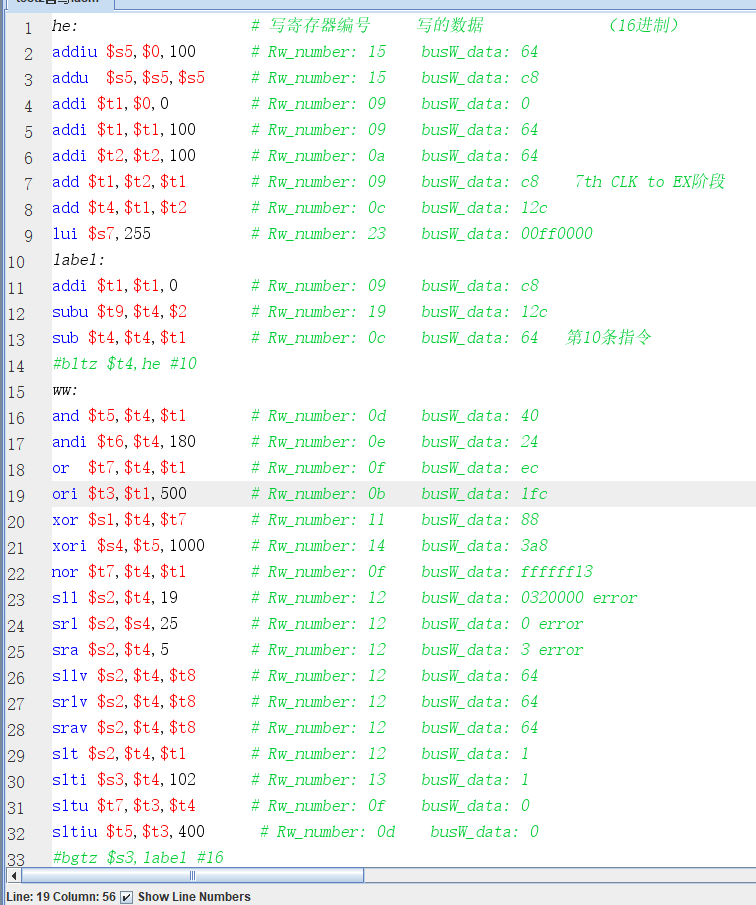 1 he: # 写寄存器编号 写的数据 (16进制)
2 addiu $s5,$0,100 # Rw_number: 15 busW_data: 64
3 addu $s5,$s5,$s5 # Rw_number: 15 busW_data: c8
4 addi $t1,$0,0 # Rw_number: 09 busW_data: 0
5 addi $t1,$t1,100 # Rw_number: 09 busW_data: 64
6 addi $t2,$t2,100 # Rw_number: 0a busW_data: 64
7 add $t1,$t2,$t1 # Rw_number: 09 busW_data: c8 7th CLK to EX阶段
8 add $t4,$t1,$t2 # Rw_number: 0c busW_data: 12c
9 lui $s7,255 # Rw_number: 23 busW_data: 00ff0000
10 label:
11 addi $t1,$t1,0 # Rw_number: 09 busW_data: c8
12 subu $t9,$t4,$2 # Rw_number: 19 busW_data: 12c
13 sub $t4,$t4,$t1 # Rw_number: 0c busW_data: 64 第10条指令
14 #bltz $t4,he #10
15 ww:
16 and $t5,$t4,$t1 # Rw_number: 0d busW_data: 40
17 andi $t6,$t4,180 # Rw_number: 0e busW_data: 24
18 or $t7,$t4,$t1 # Rw_number: 0f busW_data: ec
19 ori $t3,$t1,500 # Rw_number: 0b busW_data: 1fc
20 xor $s1,$t4,$t7 # Rw_number: 11 busW_data: 88
21 xori $s4,$t5,1000 # Rw_number: 14 busW_data: 3a8
22 nor $t7,$t4,$t1 # Rw_number: 0f busW_data: ffffff13
23 sll $s2,$t4,19 # Rw_number: 12 busW_data: 0320000 error
24 srl $s2,$s4,25 # Rw_number: 12 busW_data: 0 error
25 sra $s2,$t4,5 # Rw_number: 12 busW_data: 3 error
26 sllv $s2,$t4,$t8 # Rw_number: 12 busW_data: 64
27 srlv $s2,$t4,$t8 # Rw_number: 12 busW_data: 64
28 srav $s2,$t4,$t8 # Rw_number: 12 busW_data: 64
29 slt $s2,$t4,$t1 # Rw_number: 12 busW_data: 1
30 slti $s3,$t4,102 # Rw_number: 13 busW_data: 1
31 sltu $t7,$t3,$t4 # Rw_number: 0f busW_data: 0
32 sltiu $t5,$t3,400 # Rw_number: 0d busW_data: 0
33 #bgtz $s3,label #16
Line: 19 Column: 56 Show Line Numbers